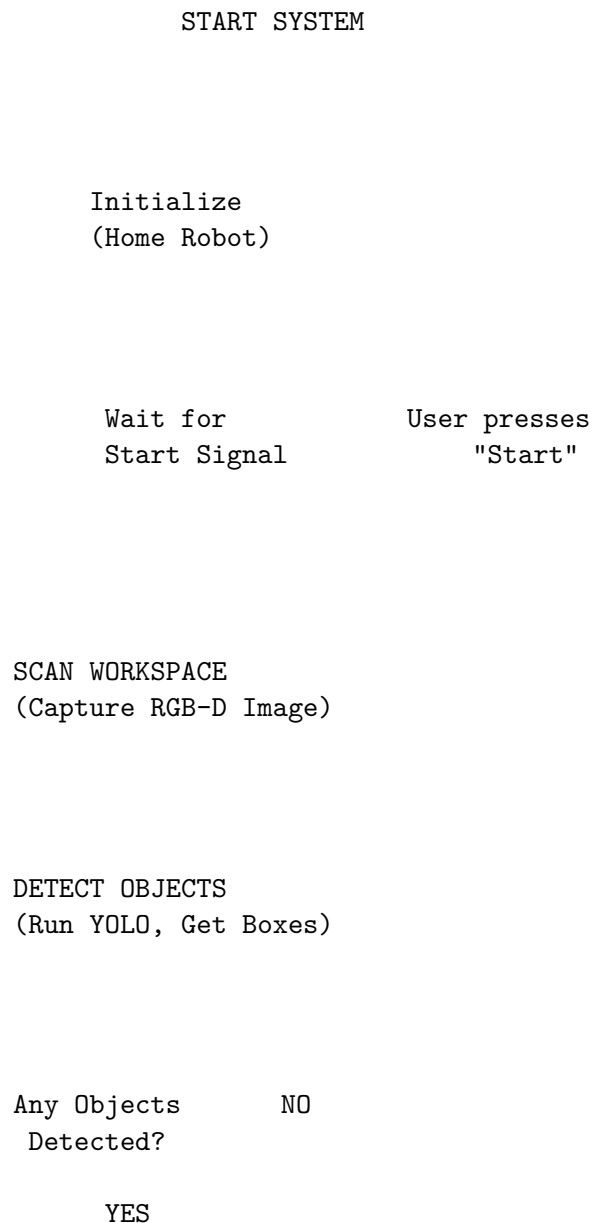 START SYSTEM
Initialize
(Home Robot)
Wait for User presses
Start Signal "Start"
SCAN WORKSPACE
(Capture RGB-D Image)
DETECT OBJECTS
(Run YOLO, Get Boxes)
Any Objects NO
Detected?
YES